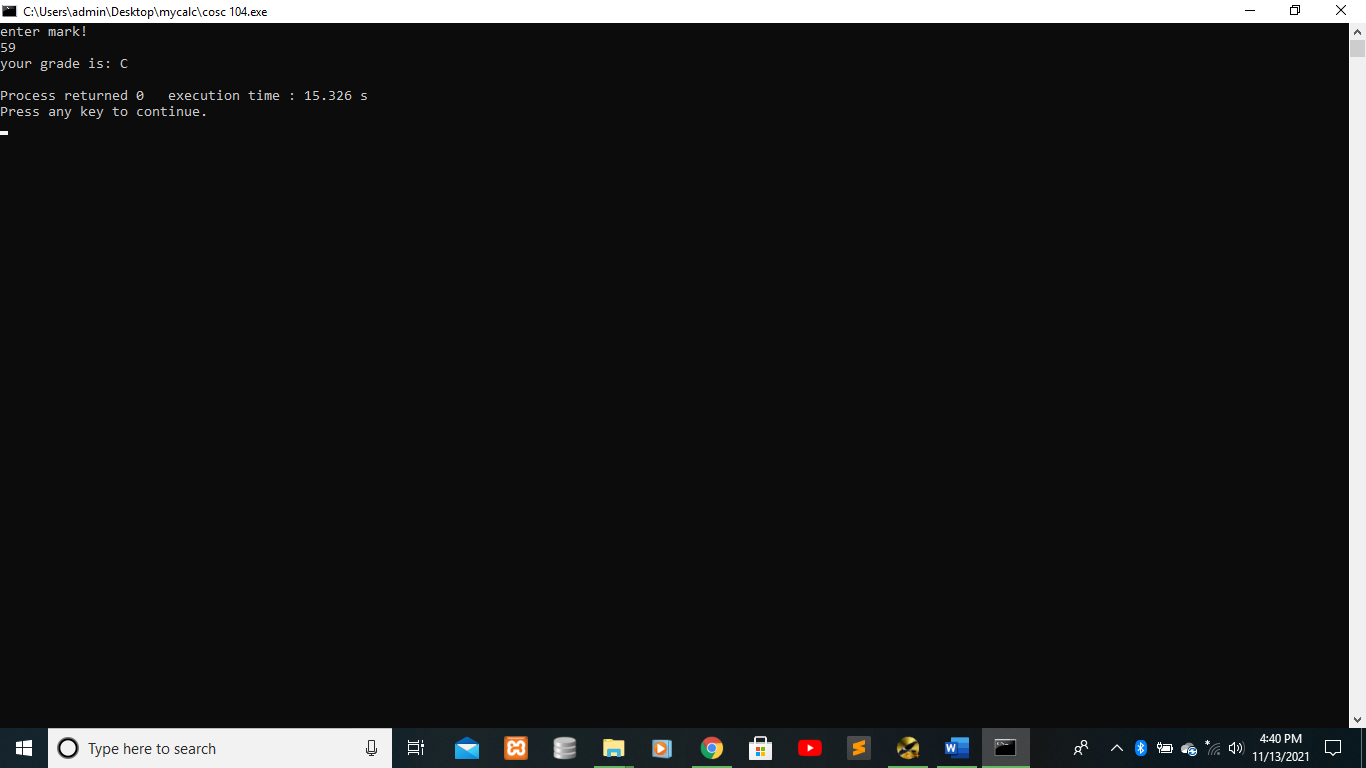 C:\Users\admin\Desktop\mycalc\cosc 104.exe
enter mark!
59
your grade is: C
Process returned 0   execution time : 15.326 s
Press any key to continue.
Type here to search
4:40 PM
11/13/2021